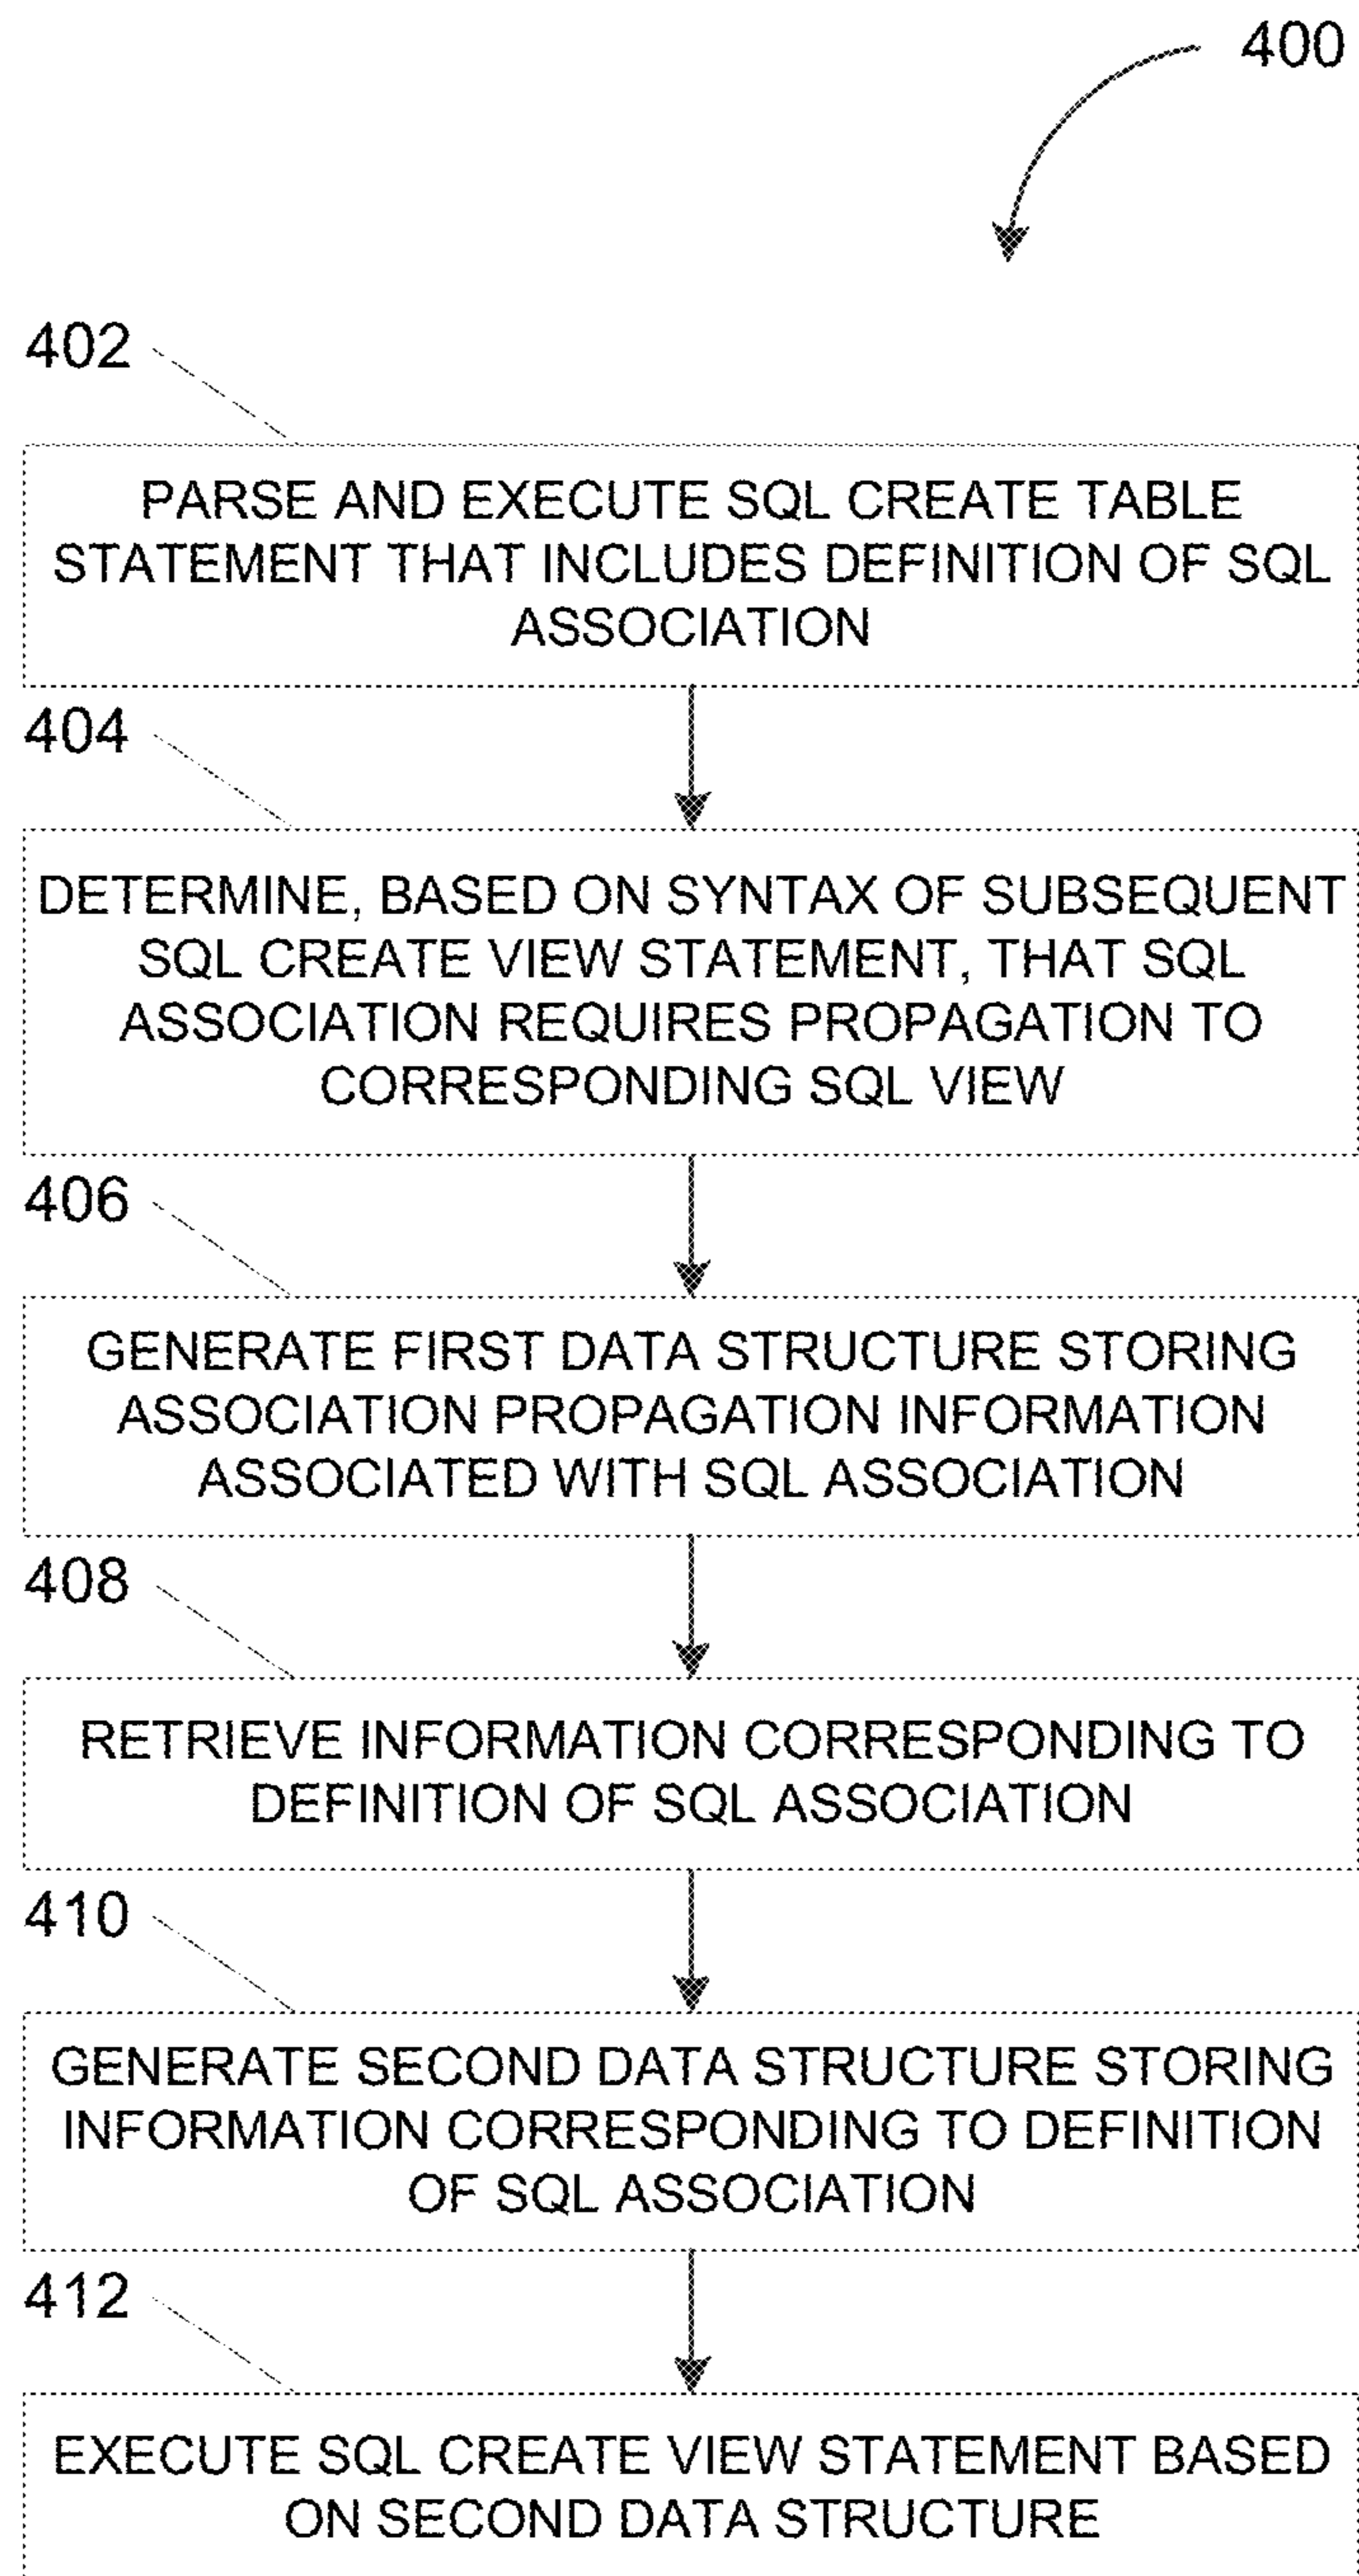 400
402
PARSE AND EXECUTE SQL CREATE TABLE
STATEMENT THAT INCLUDES DEFINITION OF SQL
ASSOCIATION
404
DETERMINE, BASED ON SYNTAX OF SUBSEQUENT
SQL CREATE VIEW STATEMENT, THAT SQL
ASSOCIATION REQUIRES PROPAGATION TO
CORRESPONDING SQL VIEW
406
GENERATE FIRST DATA STRUCTURE STORING
ASSOCIATION PROPAGATION INFORMATION
ASSOCIATED WITH SQL ASSOCIATION
408
RETRIEVE INFORMATION CORRESPONDING TO
DEFINITION OF SQL ASSOCIATION
410
GENERATE SECOND DATA STRUCTURE STORING
INFORMATION CORRESPONDING TO DEFINITION
OF SQL ASSOCIATION
412
EXECUTE SQL CREATE VIEW STATEMENT BASED
ON SECOND DATA STRUCTURE